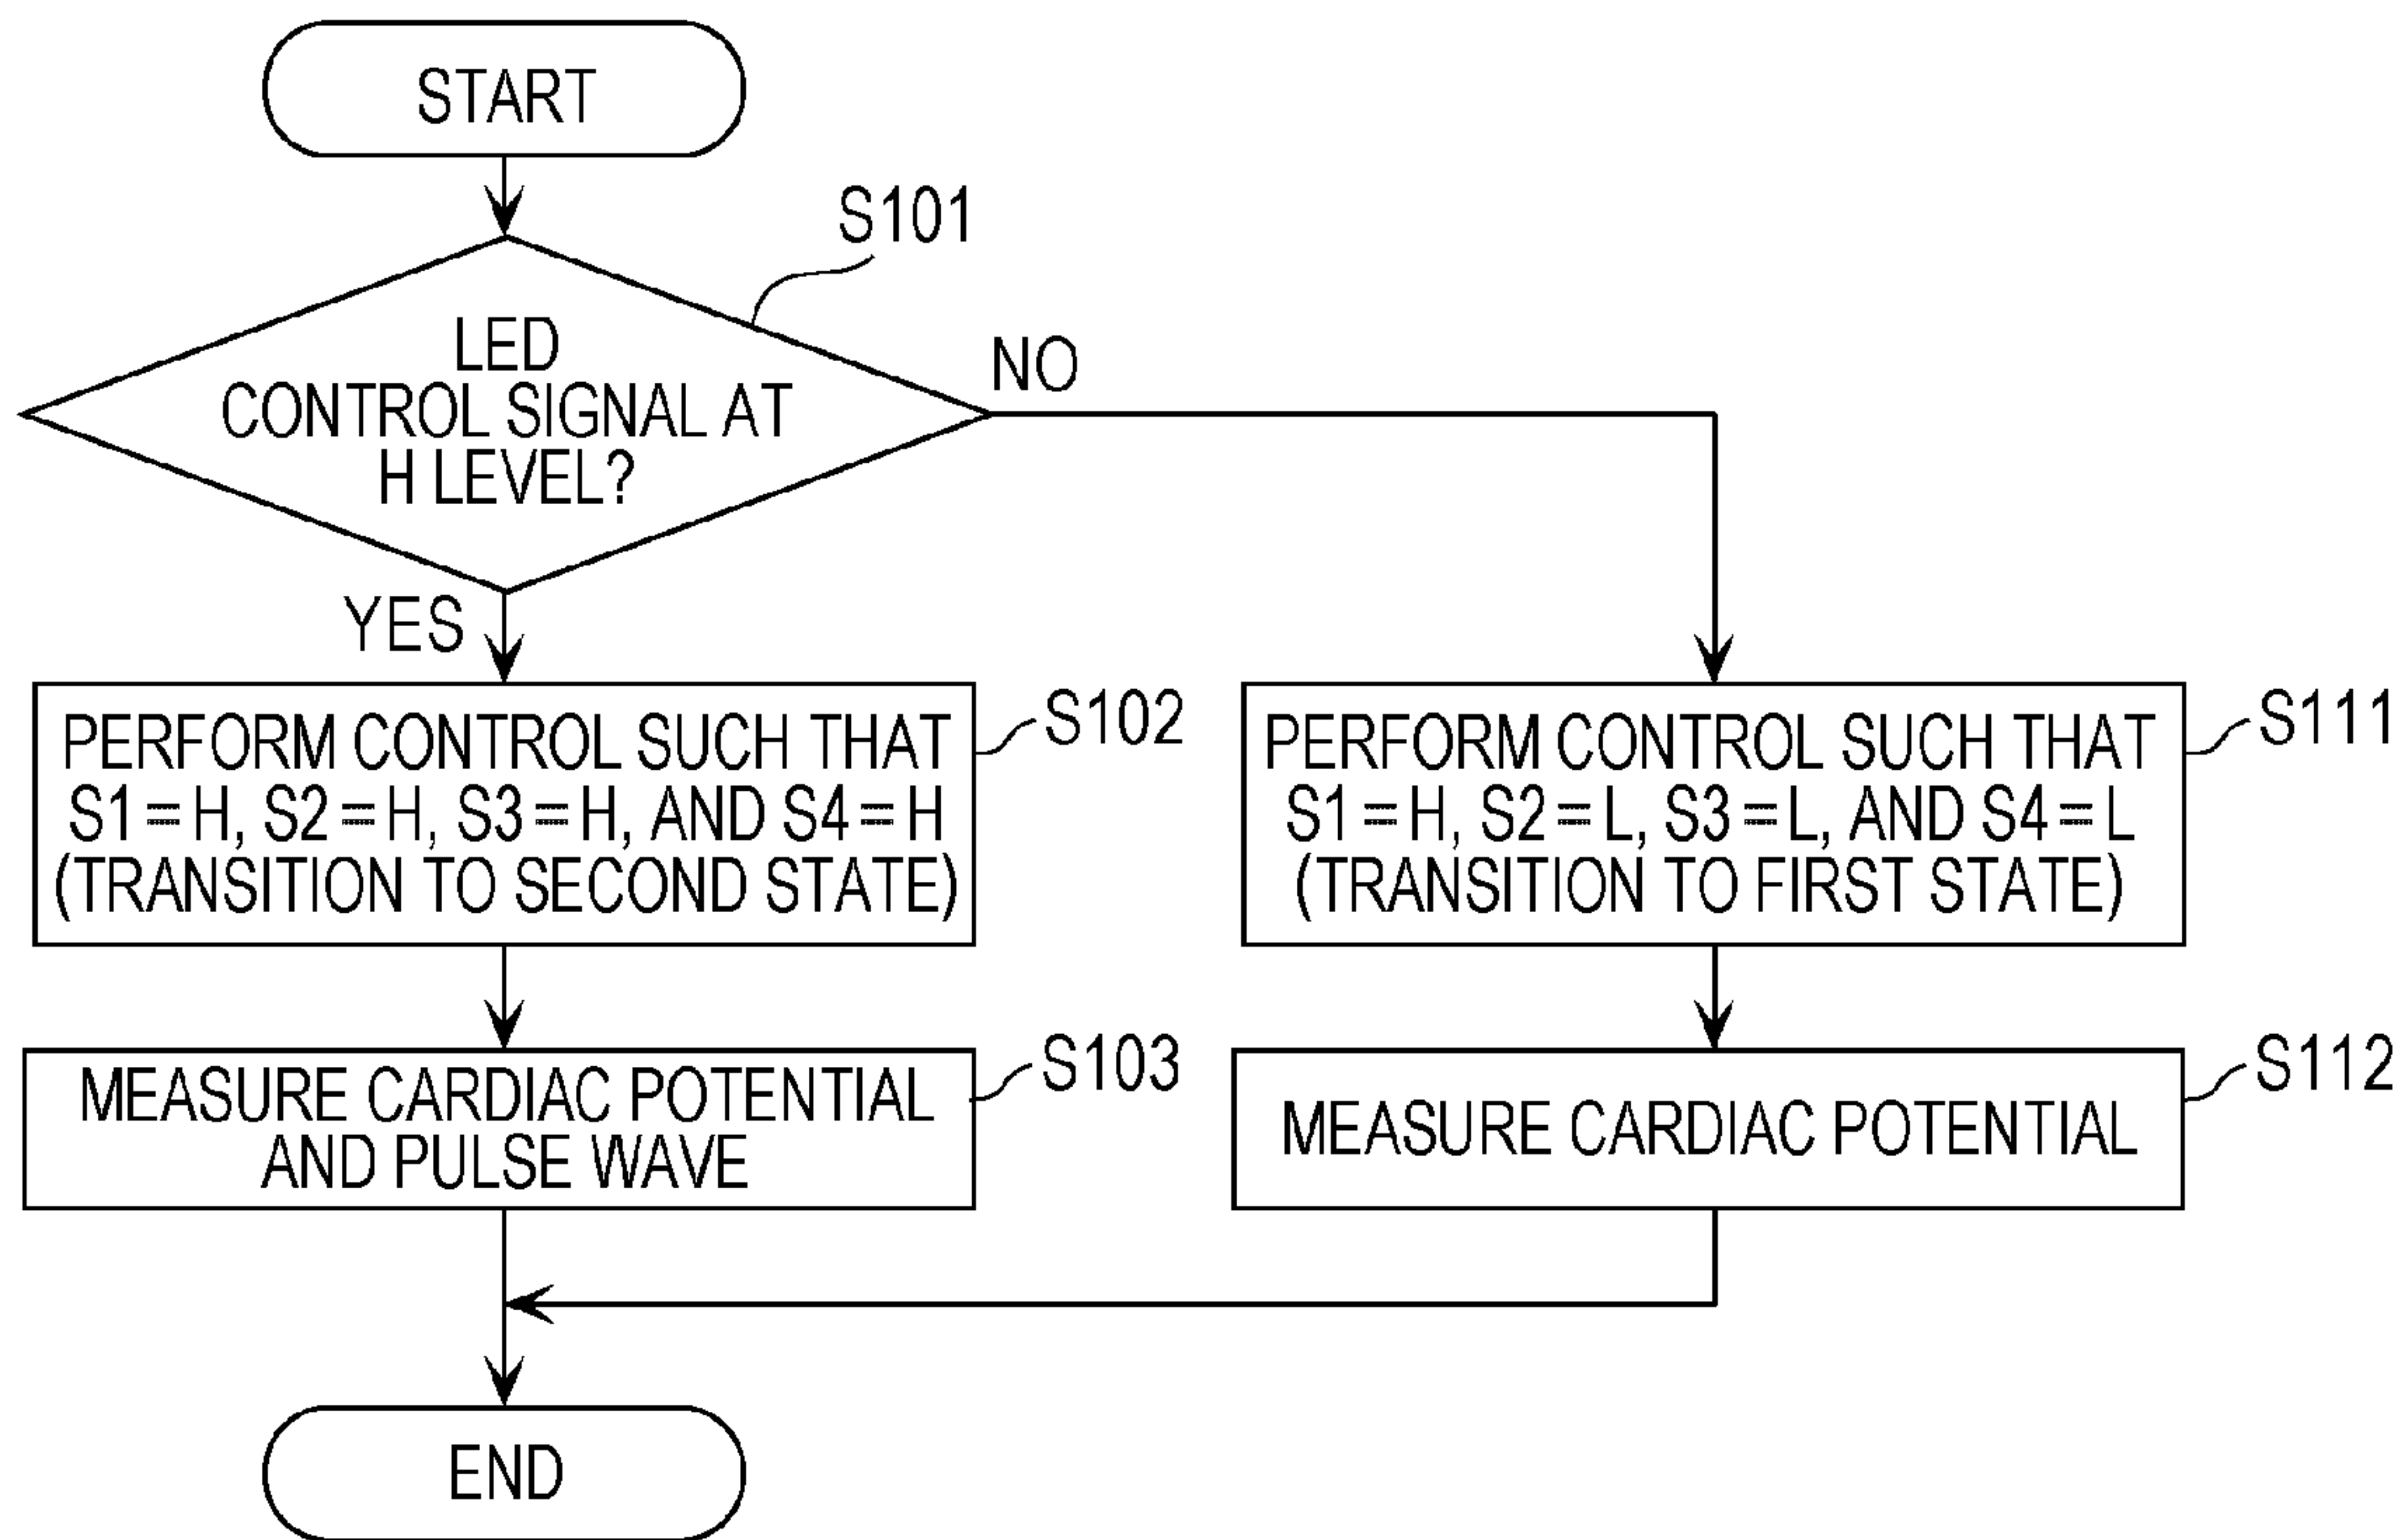 START
S101
LED
CONTROL SIGNAL AT
H LEVEL?
NO
YES
PERFORM CONTROL SUCH THAT
S1=H, S2=H, S3=H, AND S4=H
(TRANSITION TO SECOND STATE)
S102
PERFORM CONTROL SUCH THAT
S1=H, S2=L, S3=L, AND S4=L
(TRANSITION TO FIRST STATE)
S111
MEASURE CARDIAC POTENTIAL
AND PULSE WAVE
S103
MEASURE CARDIAC POTENTIAL
S112
END